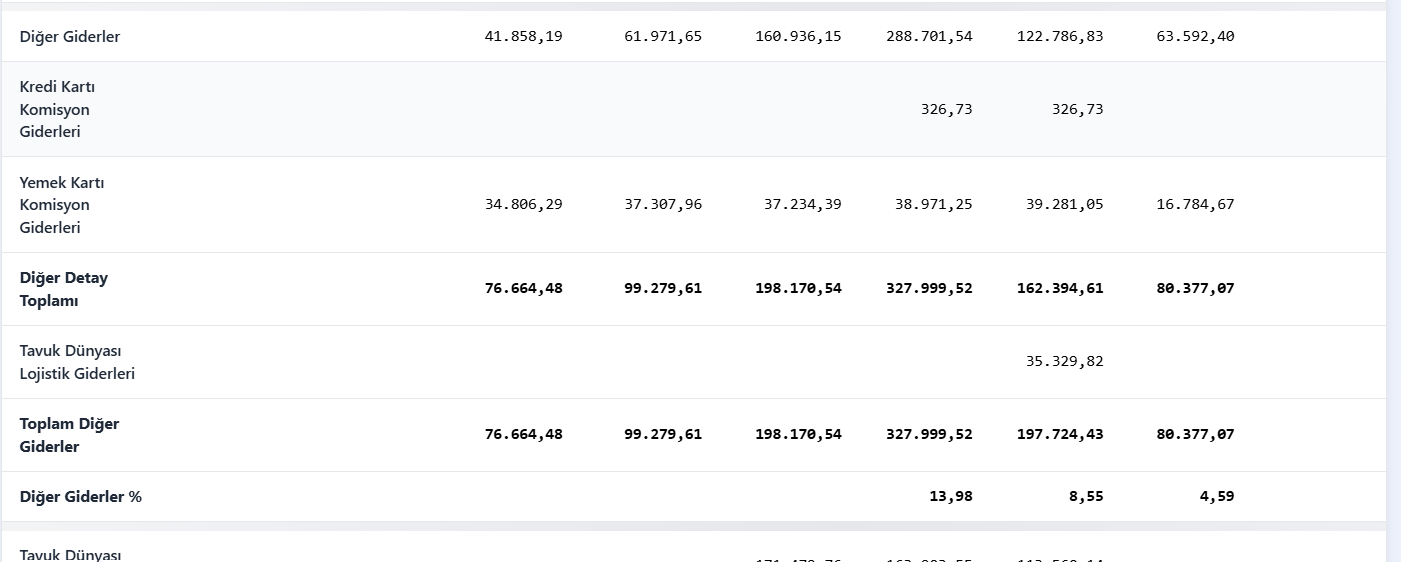 Diğer Giderler 41.858,19 61.971,65 160.936,15 288.701,54 122.786,83 63.592,40
Kredi Kartı
Komisyon 326,73 326,73
Giderleri
Yemek Kartı
Komisyon 34.806,29 37.307,96 37.234,39 38.971,25 39.281,05 16.784,67
Giderleri
Diğer Detay
Toplamı 76.664,48 99.279,61 198.170,54 327.999,52 162.394,61 80.377,07
Tavuk Dünyası
Lojistik Giderleri 35.329,82
Toplam Diğer
Giderler 76.664,48 99.279,61 198.170,54 327.999,52 197.724,43 80.377,07
Diğer Giderler % 13,98 8,55 4,59
Tavuk Dünyası